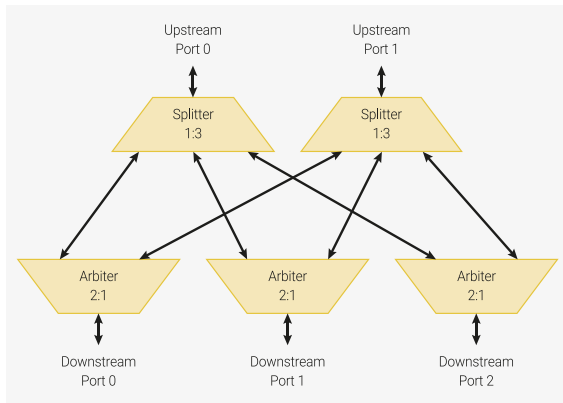 Upstream
Port 0
Upstream
Port 1
Splitter
1:3
Splitter
1:3
Arbiter
2:1
Arbiter
2:1
Arbiter
2:1
Downstream
Port 0
Downstream
Port 1
Downstream
Port 2